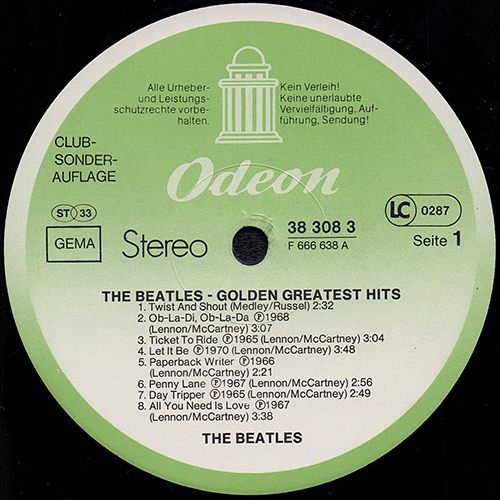 Alle Urheber-
und Leistungs-
schutzrechte vorbe-
halten.
Kein Verleih!
Keine unerlaubte
Vervielfältigung, Auf-
führung, Sendung!
CLUB-
SONDER-
AUFLAGE
Odeon
ST 33
GEMA
Stereo
38 308 3
F 666 638 A
LC 0287
Seite 1
THE BEATLES - GOLDEN GREATEST HITS
1. Twist And Shout (Medley/Russel) 2:32
2. Ob-La-Di, Ob-La-Da ℗1968
(Lennon/McCartney) 3:07
3. Ticket To Ride ℗1965 (Lennon/McCartney) 3:04
4. Let It Be ℗1970 (Lennon/McCartney) 3:48
5. Paperback Writer ℗1966
(Lennon/McCartney) 2:21
6. Penny Lane ℗1967 (Lennon/McCartney) 2:56
7. Day Tripper ℗1965 (Lennon/McCartney) 2:49
8. All You Need Is Love ℗1967
(Lennon/McCartney) 3:38
THE BEATLES